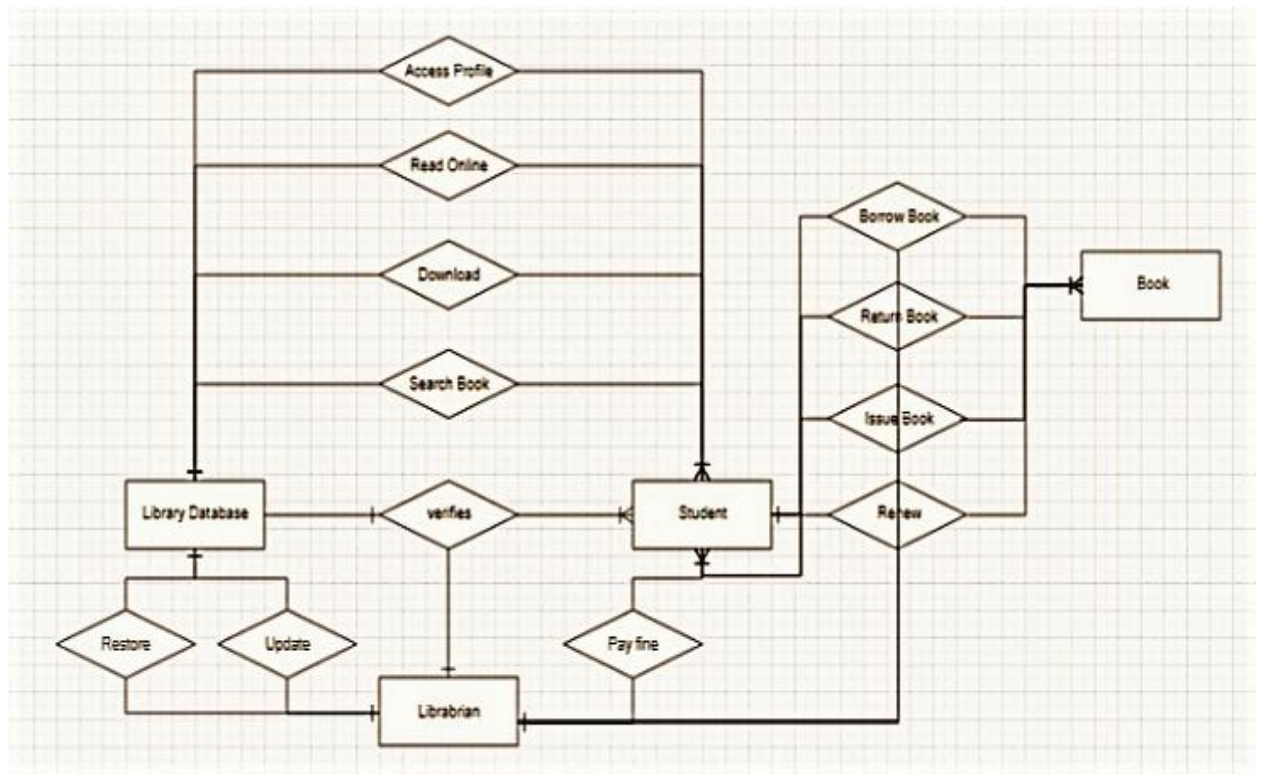 Access Profile
Read Online
Borrow Book
Download
Book
Return Book
Search Book
Issue Book
Library Database
verifies
Student
Renew
Restore
Update
Pay fine
Librabrian